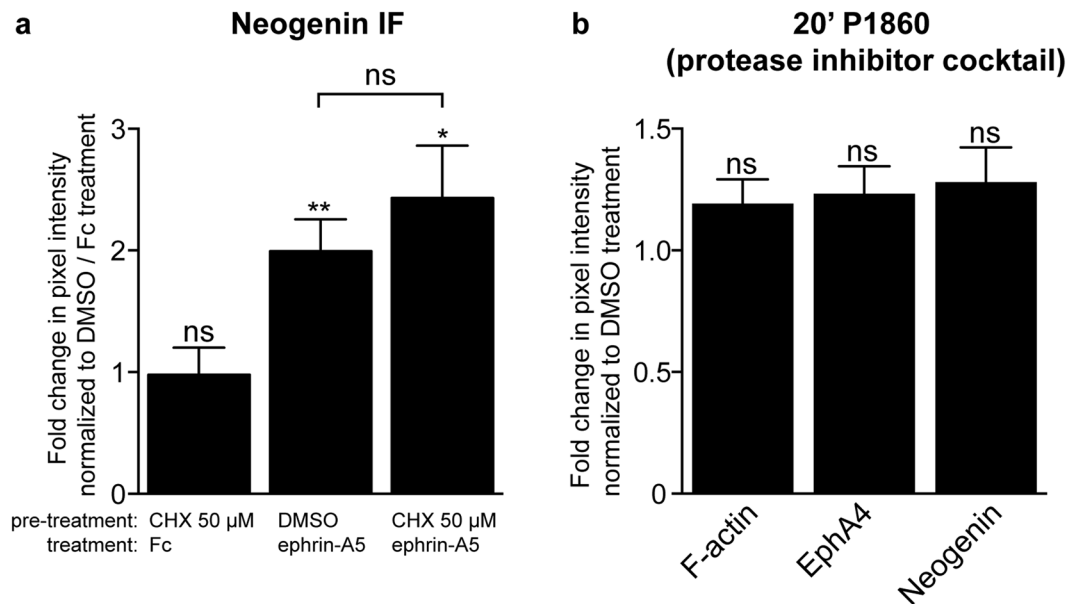 a
Neogenin IF
ns
Fold change in pixel intensity
normalized to DMSO / Fc treatment
3
2
1
0
ns
**
*
pre-treatment: CHX 50 µM DMSO CHX 50 µM
treatment: Fc ephrin-A5 ephrin-A5
b
20’ P1860
(protease inhibitor cocktail)
Fold change in pixel intensity
normalized to DMSO treatment
1.5
1.0
0.5
0
ns
ns
ns
F-actin
EphA4
Neogenin